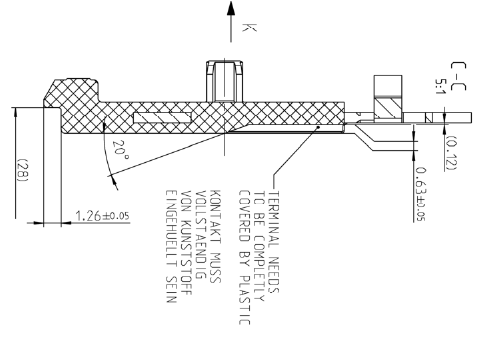 K
C-C
5:1
(0.12)
0.63±0.05
20°
(28)
1.26±0.05
TERMINAL NEEDS
TO BE COMPLETLY
COVERED BY PLASTIC
KONTAKT MUSS
VOLLSTAENDIG
VON KUNSTSTOFF
EINGEHUELLT SEIN